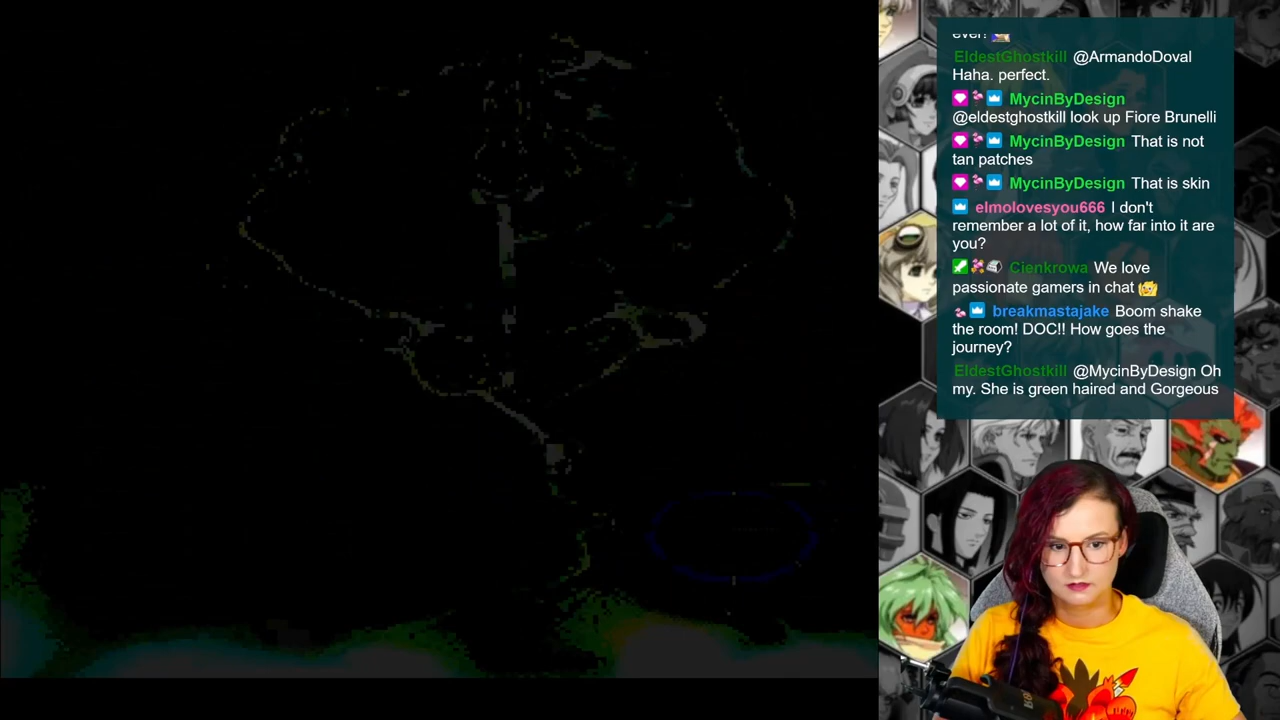 EldestGhostkill @ArmandoDoval
Haha. perfect.
MycinByDesign
@eldestghostkill look up Fiore Brunelli
MycinByDesign That is not
tan patches
MycinByDesign That is skin
elmolovesyou666 I don't
remember a lot of it, how far into it are
you?
Cienkrowa We love
passionate gamers in chat
breakmastajake Boom shake
the room! DOC!! How goes the
journey?
EldestGhostkill @MycinByDesign Oh
my. She is green haired and Gorgeous